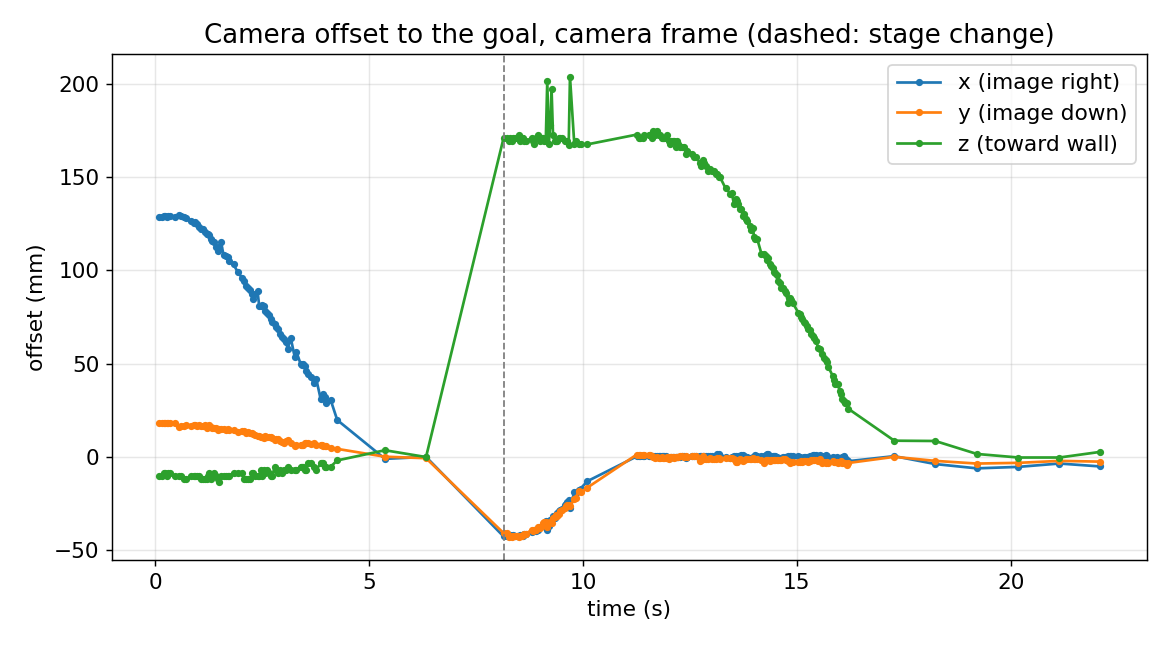 Camera offset to the goal, camera frame (dashed: stage change)
x (image right)
y (image down)
z (toward wall)
offset (mm)
200
150
100
50
0
−50
0
5
10
15
20
time (s)